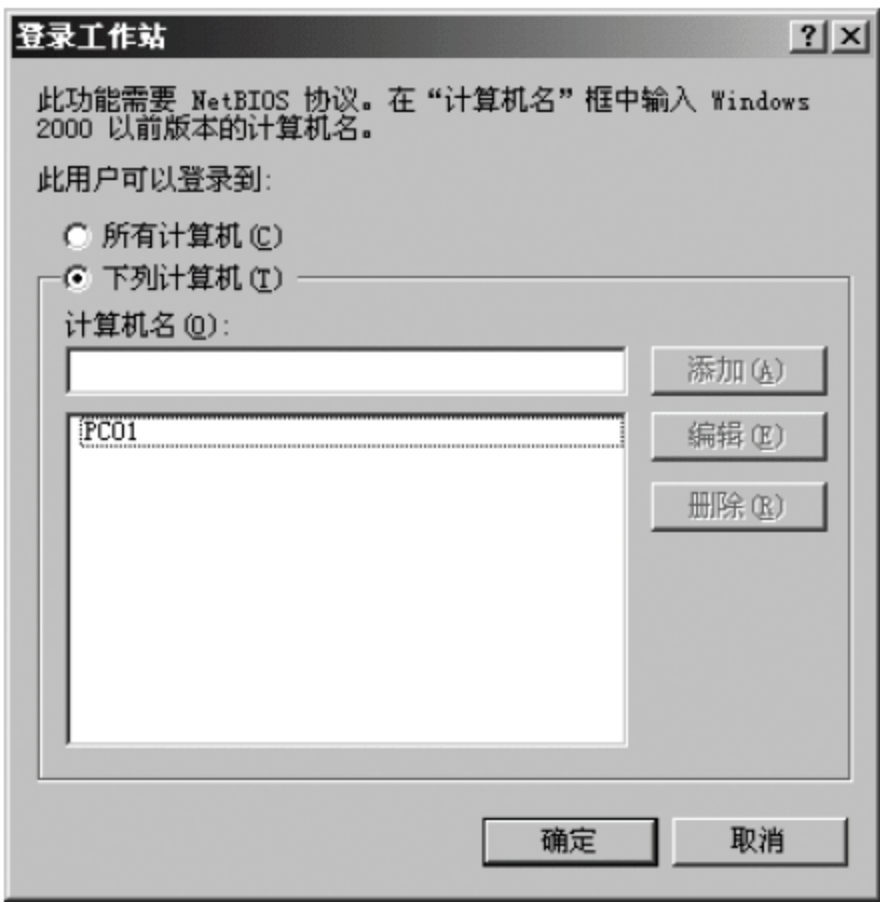 登录工作站
此功能需要 NetBIOS 协议。在“计算机名”框中输入 Windows
2000 以前版本的计算机名。
此用户可以登录到:
所有计算机(C)
下列计算机(T)
计算机名(O):
添加(A)
PC01
编辑(E)
删除(R)
确定
取消